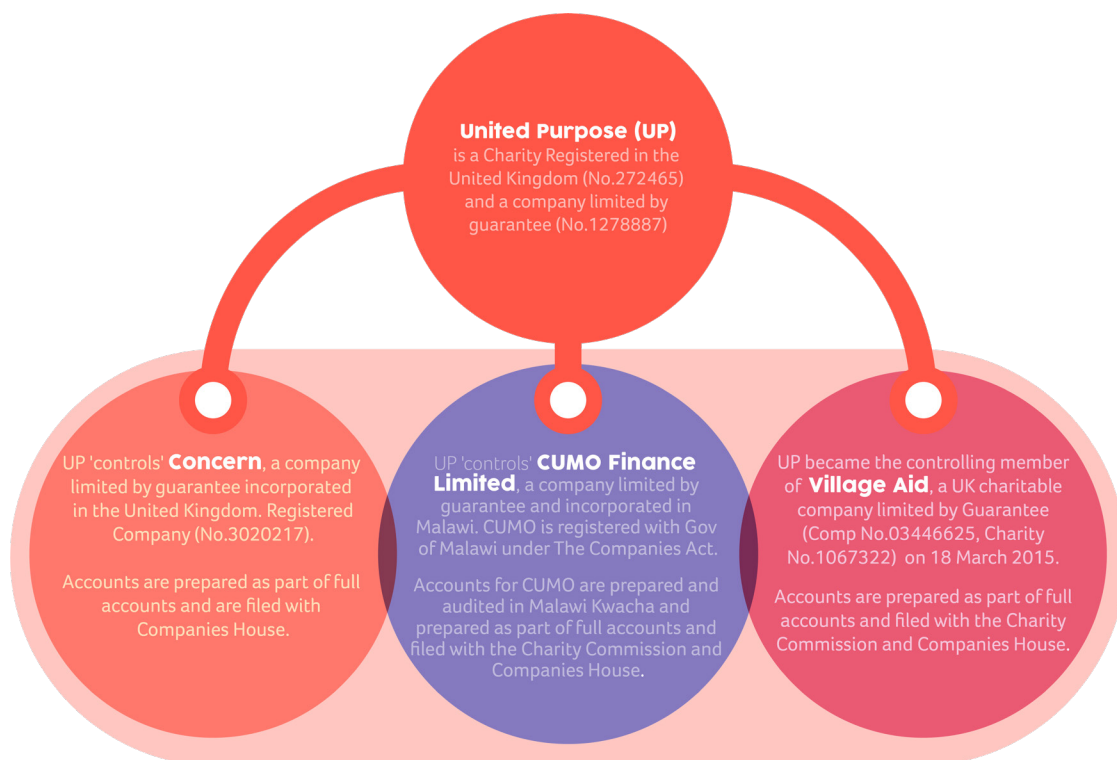 United Purpose (UP)
is a Charity Registered in the
United Kingdom (No.272465)
and a company limited by
guarantee (No.1278887)
UP 'controls' Concern, a company
limited by guarantee incorporated
in the United Kingdom. Registered
Company (No.3020217).
Accounts are prepared as part of full
accounts and are filed with
Companies House.
UP 'controls' CUMO Finance
Limited, a company limited by
guarantee and incorporated in
Malawi. CUMO is registered with Gov
of Malawi under The Companies Act.
Accounts for CUMO are prepared and
audited in Malawi Kwacha and
prepared as part of full accounts and
filed with the Charity Commission and
Companies House.
UP became the controlling member
of Village Aid, a UK charitable
company limited by Guarantee
(Comp No.03446625, Charity
No.1067322) on 18 March 2015.
Accounts are prepared as part of full
accounts and filed with the Charity
Commission and Companies House.